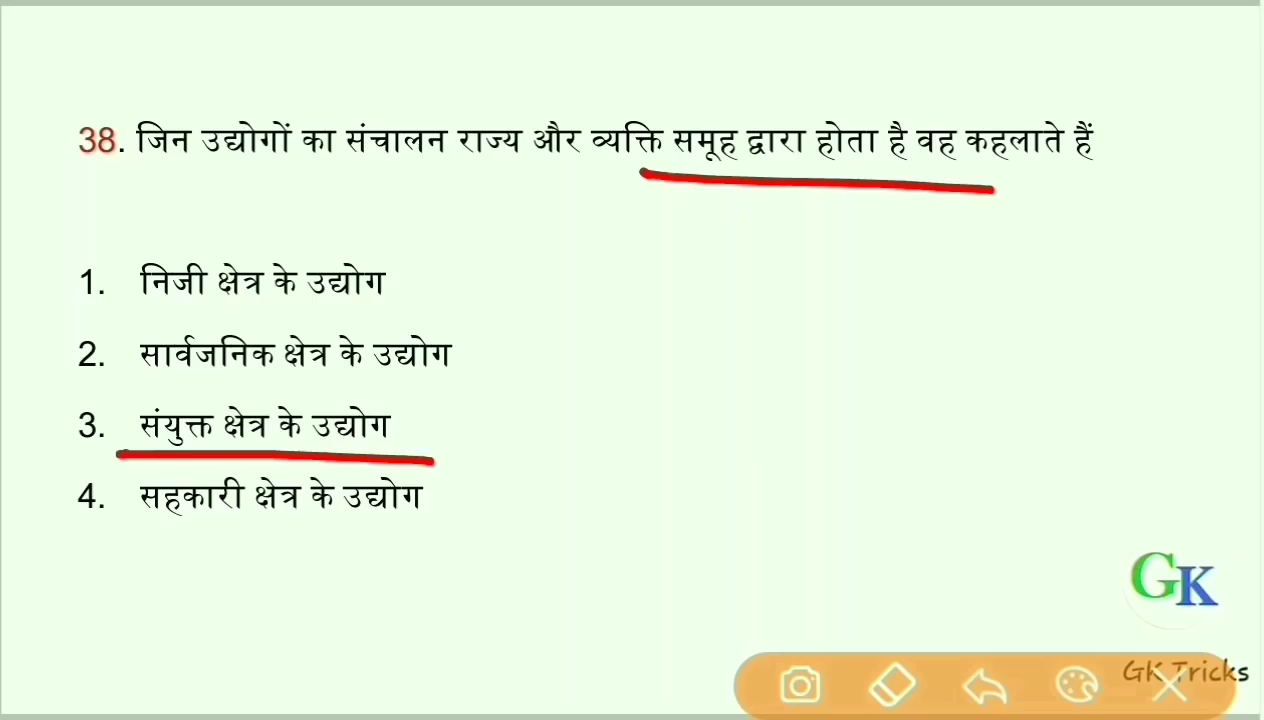 38. जिन उद्योगों का संचालन राज्य और व्यक्ति समूह द्वारा होता है वह कहलाते हैं
1. निजी क्षेत्र के उद्योग
2. सार्वजनिक क्षेत्र के उद्योग
3. संयुक्त क्षेत्र के उद्योग
4. सहकारी क्षेत्र के उद्योग
GK
GK Tricks